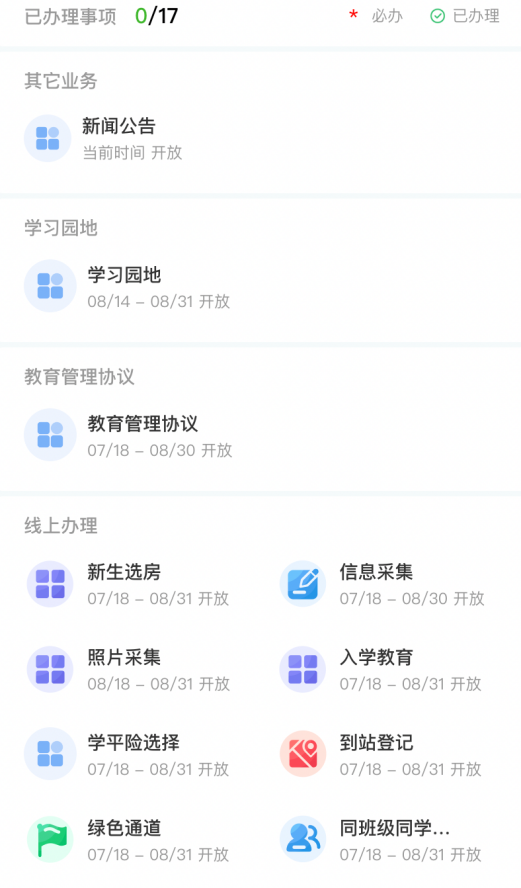 已办理事项 0/17 * 必办 已办理
其它业务
新闻公告
当前时间 开放
学习园地
学习园地
08/14 – 08/31 开放
教育管理协议
教育管理协议
07/18 – 08/30 开放
线上办理
新生选房
07/18 – 08/31 开放
信息采集
07/18 – 08/30 开放
照片采集
08/18 – 08/31 开放
入学教育
07/18 – 08/31 开放
学平险选择
07/18 – 08/31 开放
到站登记
07/18 – 08/31 开放
绿色通道
07/18 – 08/31 开放
同班级同学...
07/18 – 08/31 开放